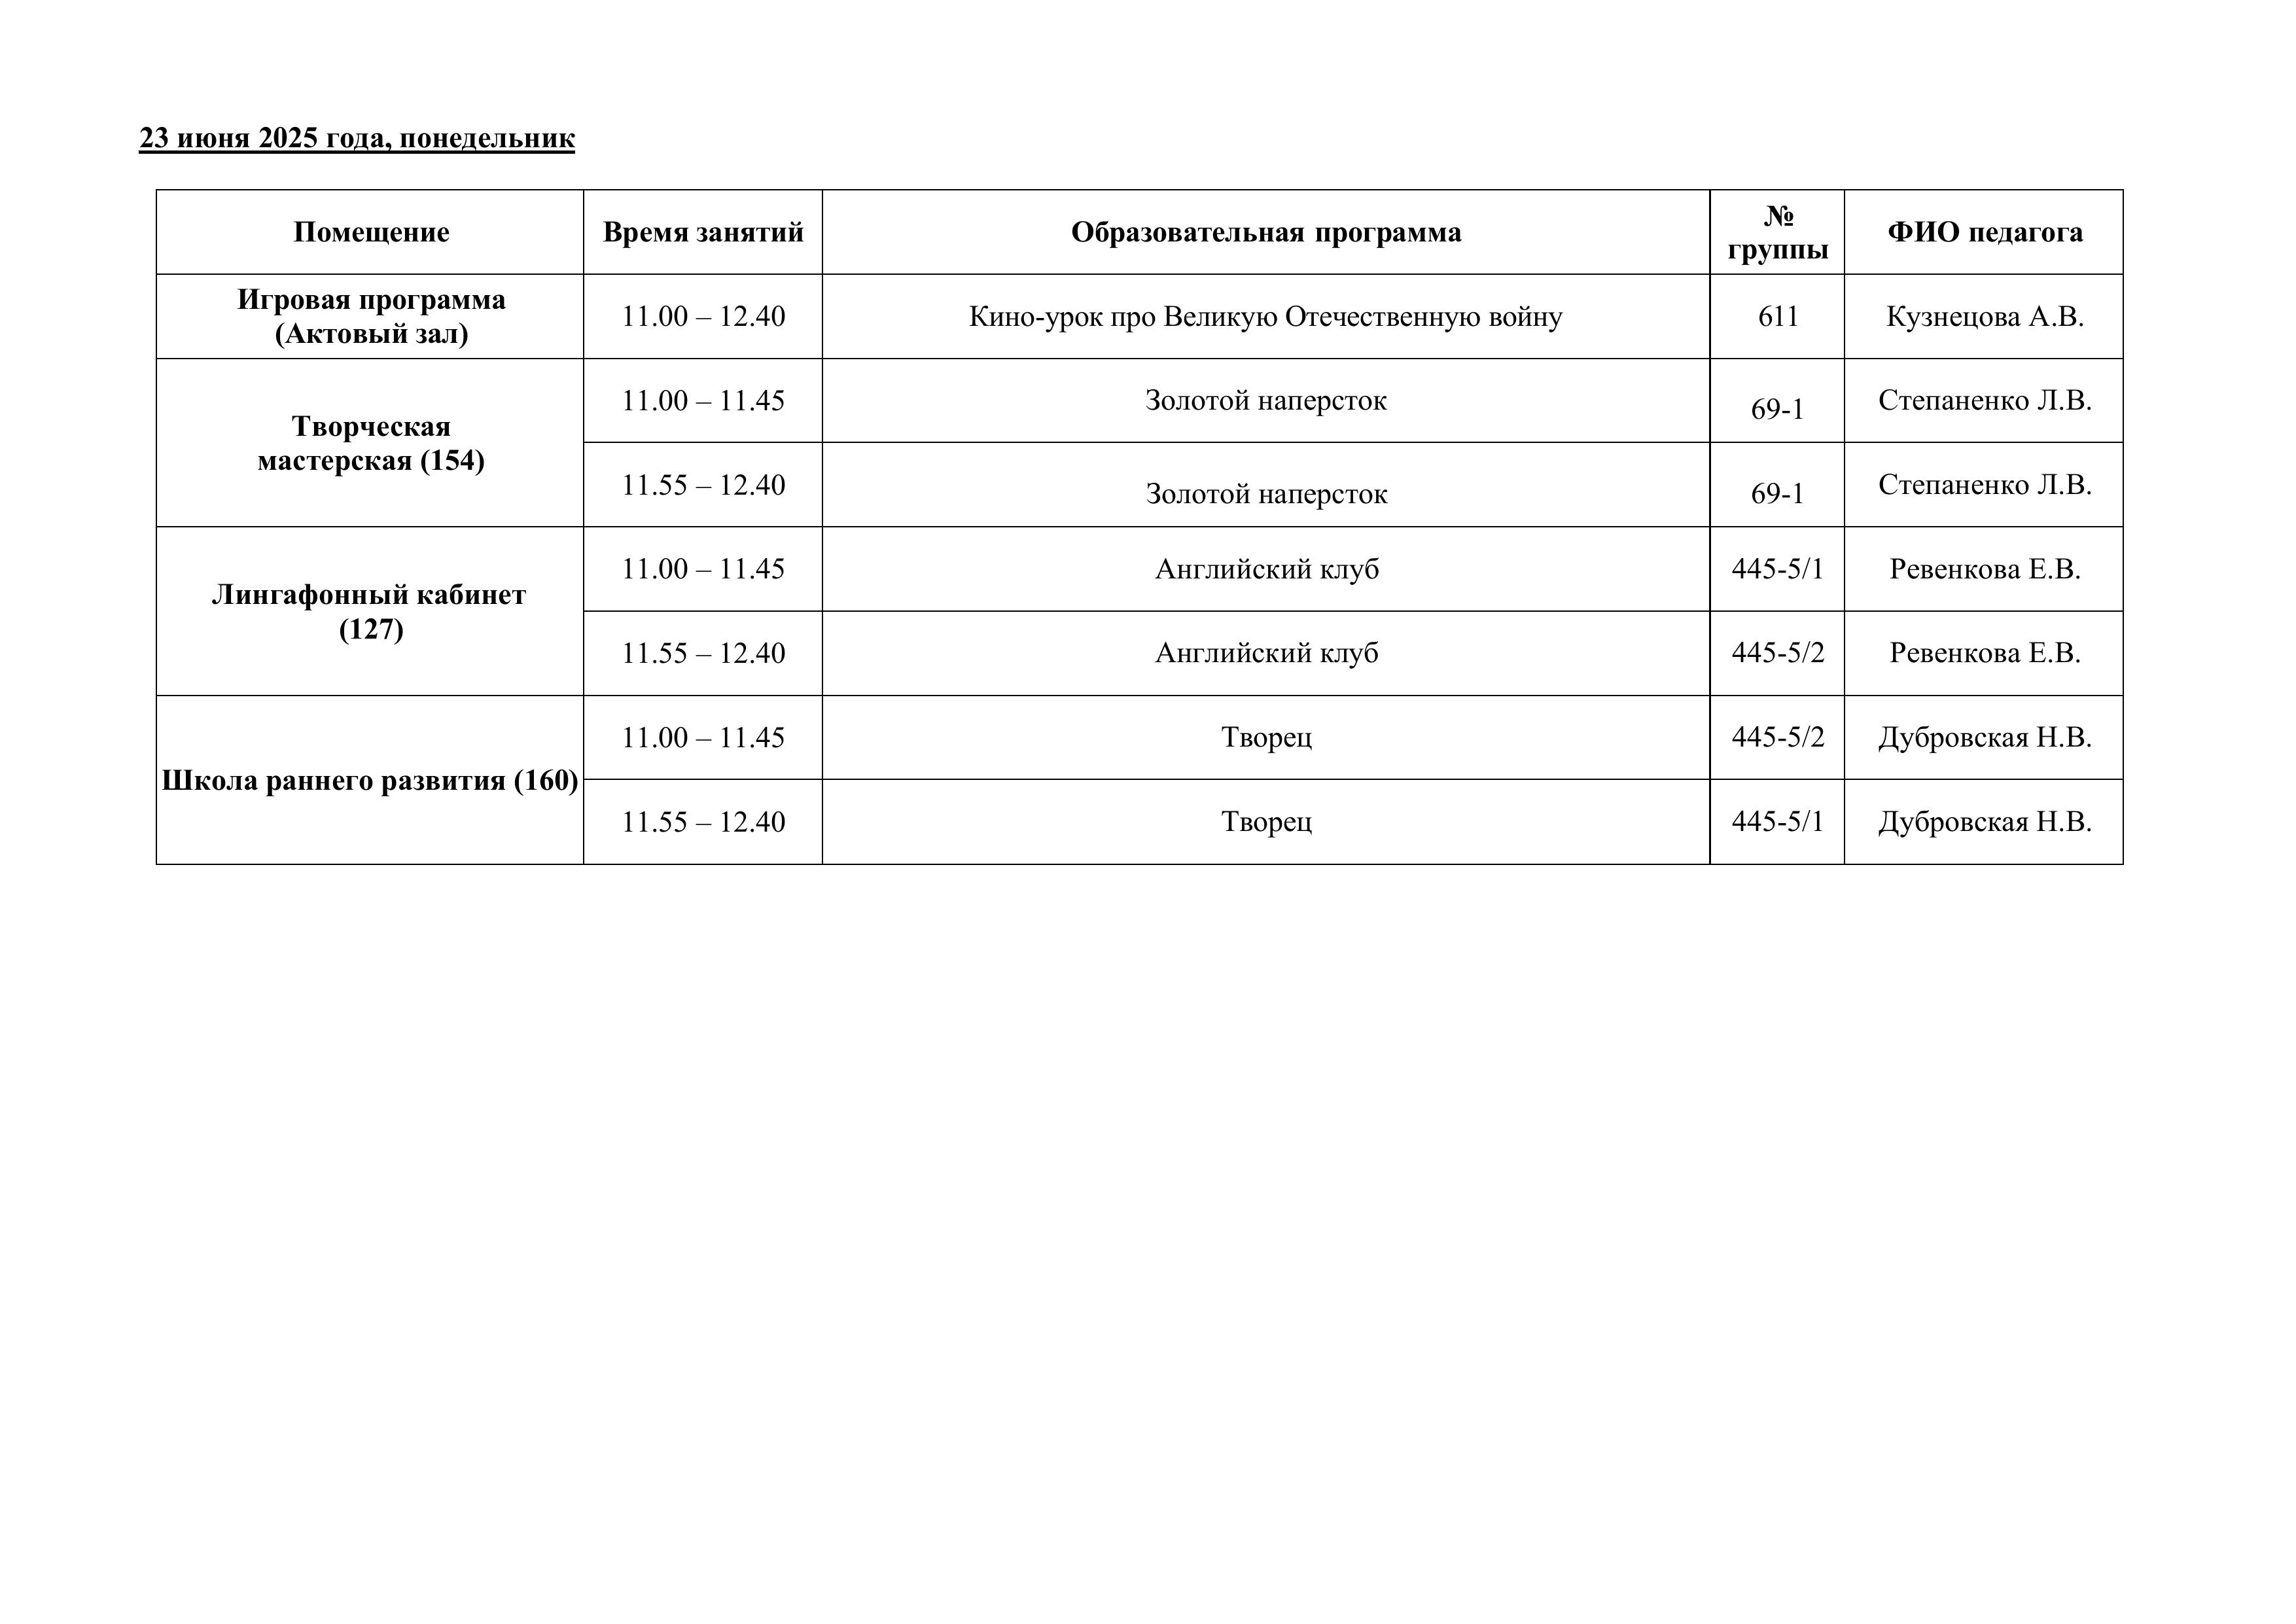 23 июня 2025 года, понедельник
Помещение
Время занятий
Образовательная программа
№
группы
ФИО педагога
Игровая программа
(Актовый зал)
11.00 – 12.40
Кино-урок про Великую Отечественную войну
611
Кузнецова А.В.
Творческая
мастерская (154)
11.00 – 11.45
Золотой наперсток
69-1
Степаненко Л.В.
11.55 – 12.40
Золотой наперсток
69-1
Степаненко Л.В.
Лингафонный кабинет
(127)
11.00 – 11.45
Английский клуб
445-5/1
Ревенкова Е.В.
11.55 – 12.40
Английский клуб
445-5/2
Ревенкова Е.В.
Школа раннего развития (160)
11.00 – 11.45
Творец
445-5/2
Дубровская Н.В.
11.55 – 12.40
Творец
445-5/1
Дубровская Н.В.